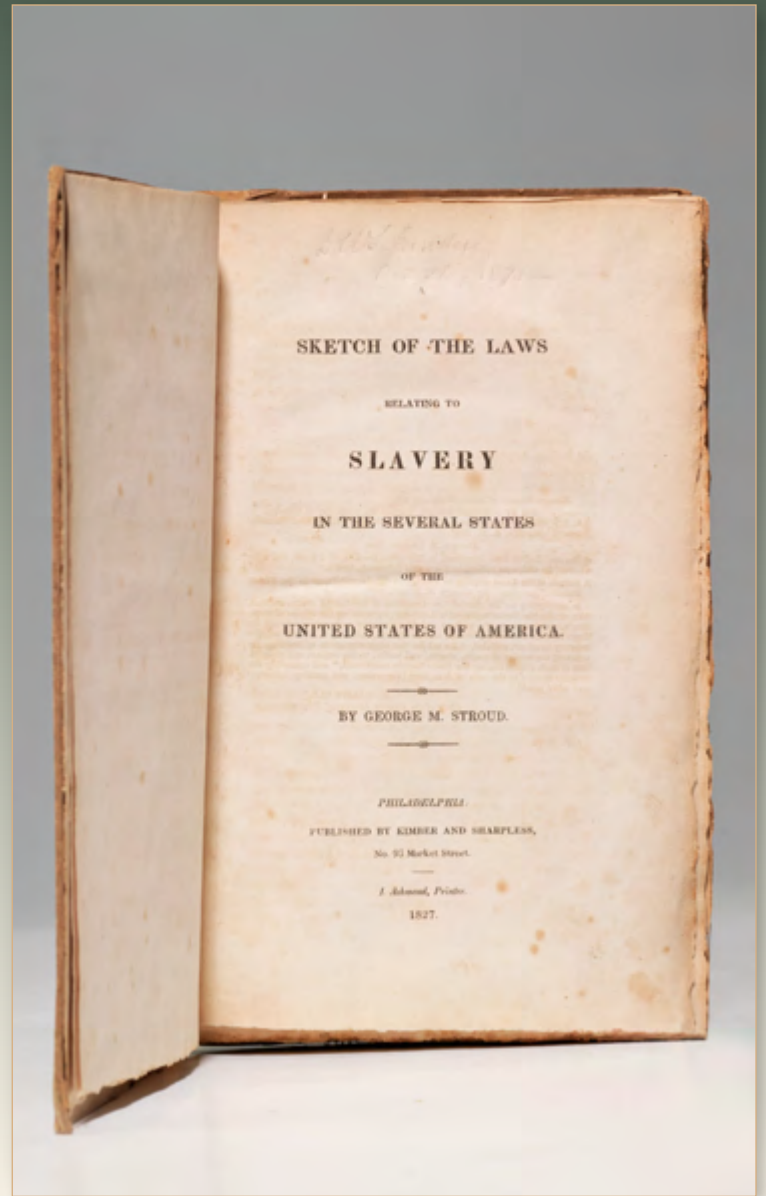 SKETCH OF THE LAWS
RELATING TO
SLAVERY
IN THE SEVERAL STATES
OF THE
UNITED STATES OF AMERICA.
BY GEORGE M. STROUD.
PHILADELPHIA:
PUBLISHED BY KIMBER AND SHARPLESS,
No. 93 Market Street.
I. Ashmead, Printer.
1827.